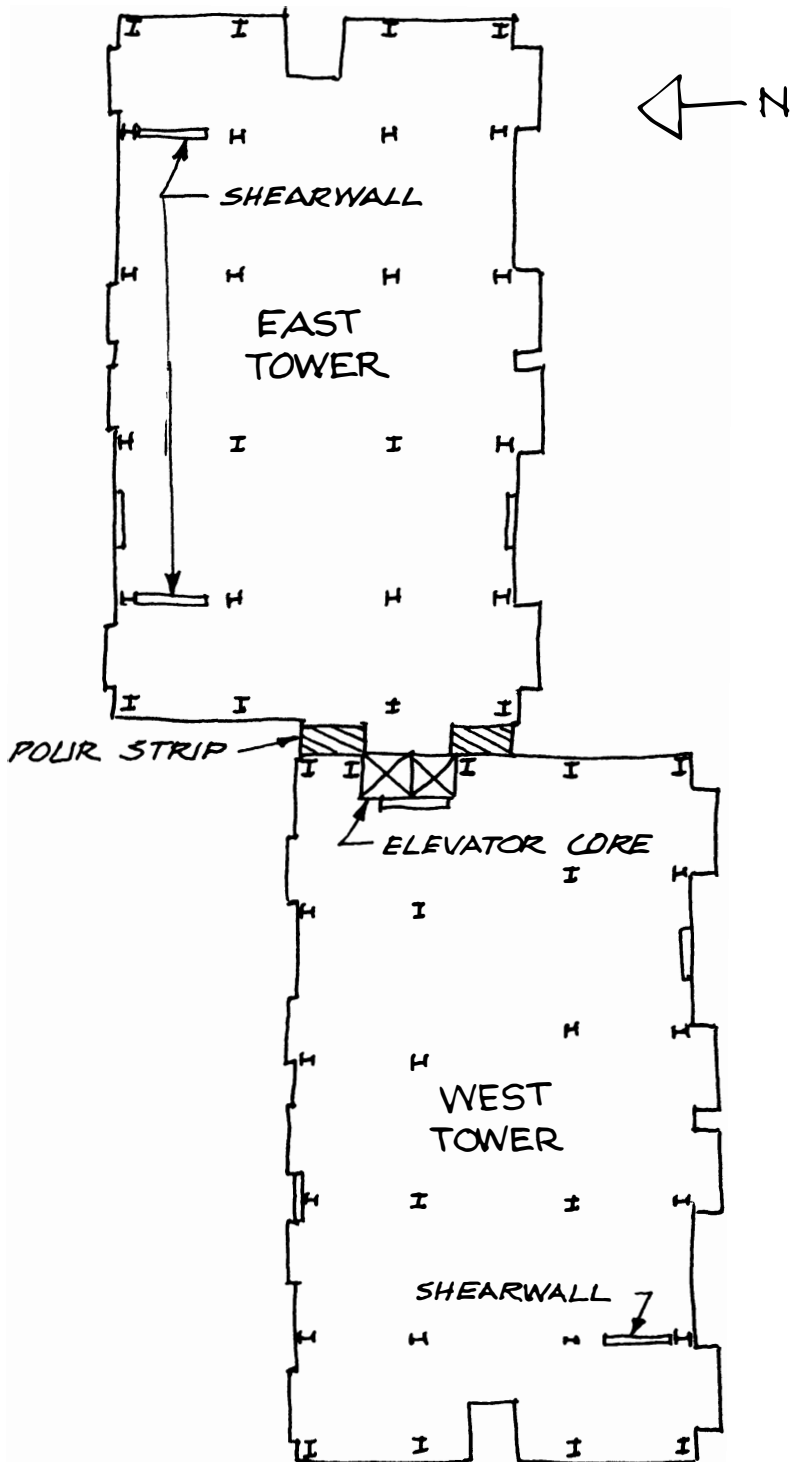 N
SHEARWALL
EAST
TOWER
POUR STRIP
ELEVATOR CORE
WEST
TOWER
SHEARWALL